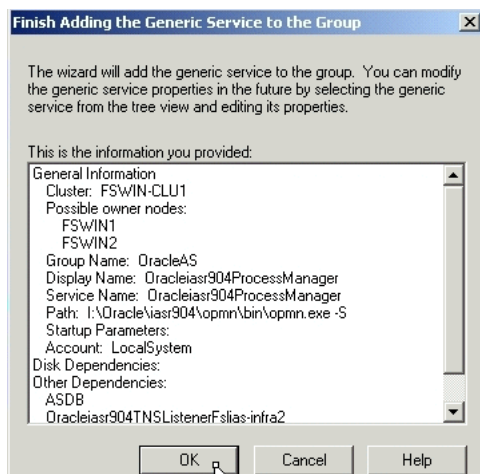 Finish Adding the Generic Service to the Group
The wizard will add the generic service to the group. You can modify
the generic service properties in the future by selecting the generic
service from the tree view and editing its properties.
This is the information you provided:
General Information
Cluster: FSWIN-CLU1
Possible owner nodes:
FSWIN1
FSWIN2
Group Name: OracleAS
Display Name: Oracleiasr904ProcessManager
Service Name: Oracleiasr904ProcessManager
Path: I:\Oracle\iasr904\opmn\bin\opmn.exe -S
Startup Parameters:
Account: LocalSystem
Disk Dependencies:
Other Dependencies:
ASDB
Oracleiasr904TNSListenerFslias-infra2
OK
Cancel
Help